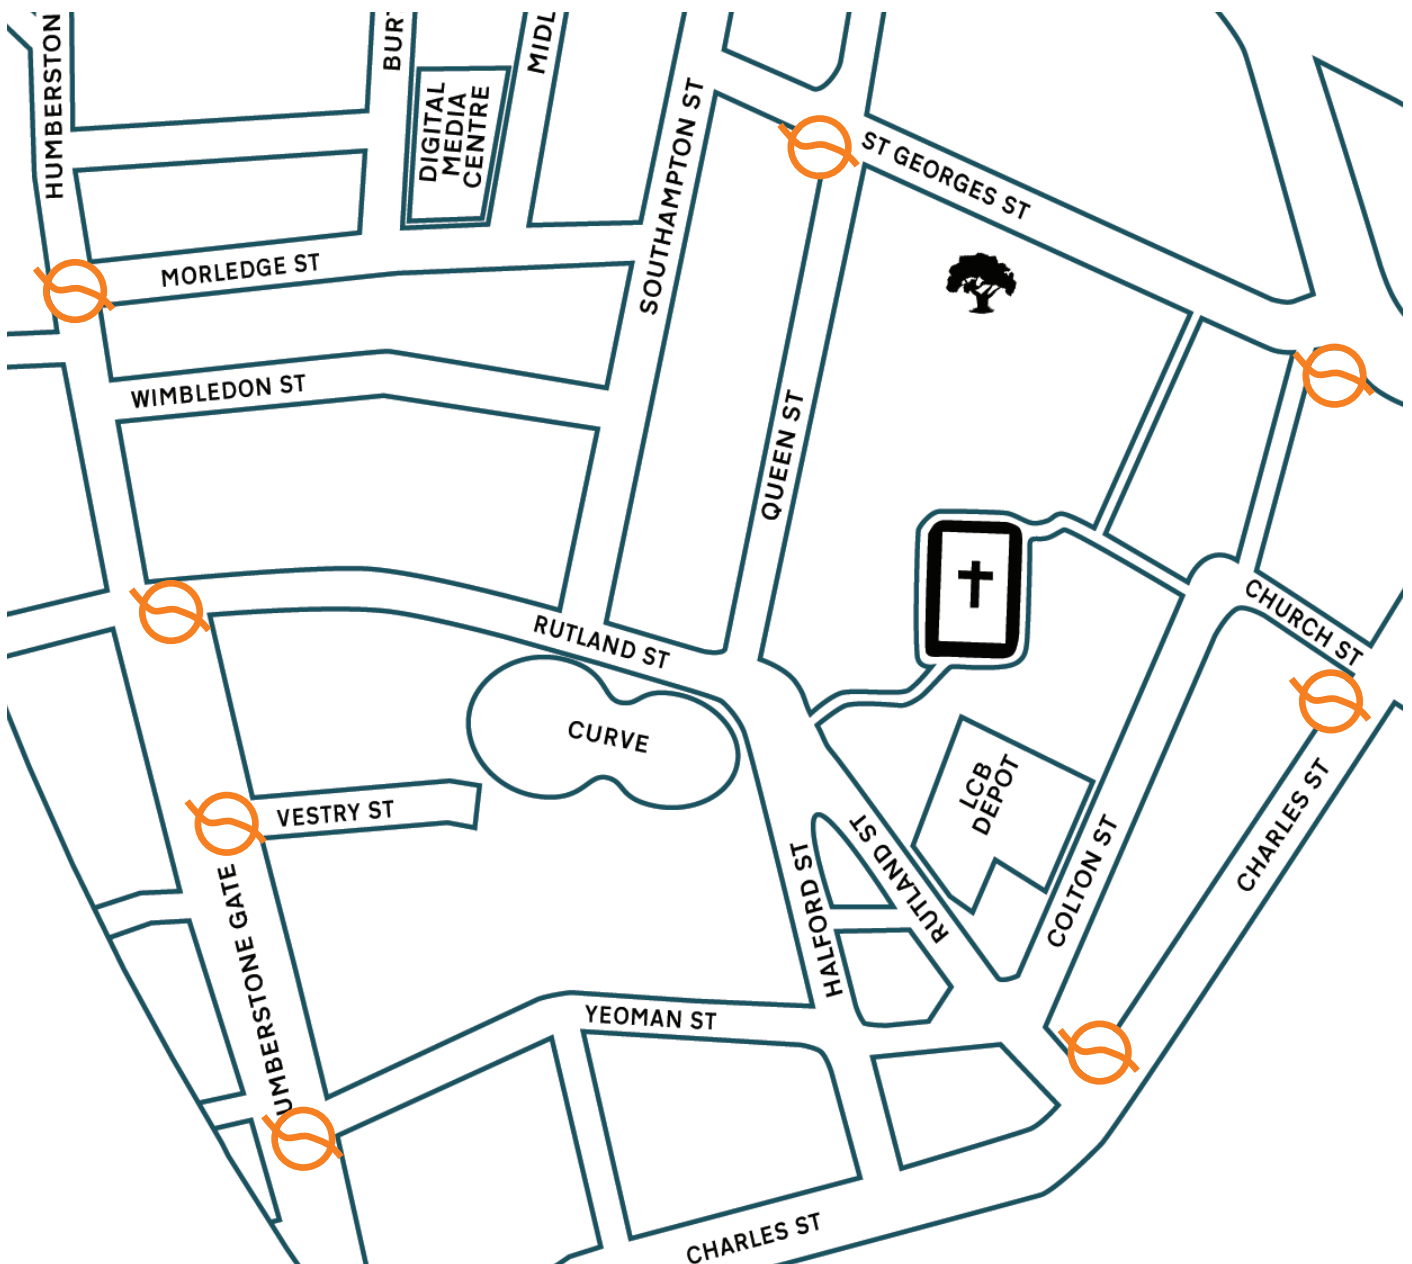 HUMBERSTON
BUR
MIDL
DIGITAL
MEDIA
CENTRE
SOUTHAMPTON ST
ST GEORGES ST
MORLEDGE ST
WIMBLEDON ST
QUEEN ST
RUTLAND ST
CHURCH ST
CURVE
LCB
DEPOT
VESTRY ST
CHARLES ST
HALFORD ST
RUTLAND ST
COLTON ST
UMBERSTONE GATE
YEOMAN ST
CHARLES ST